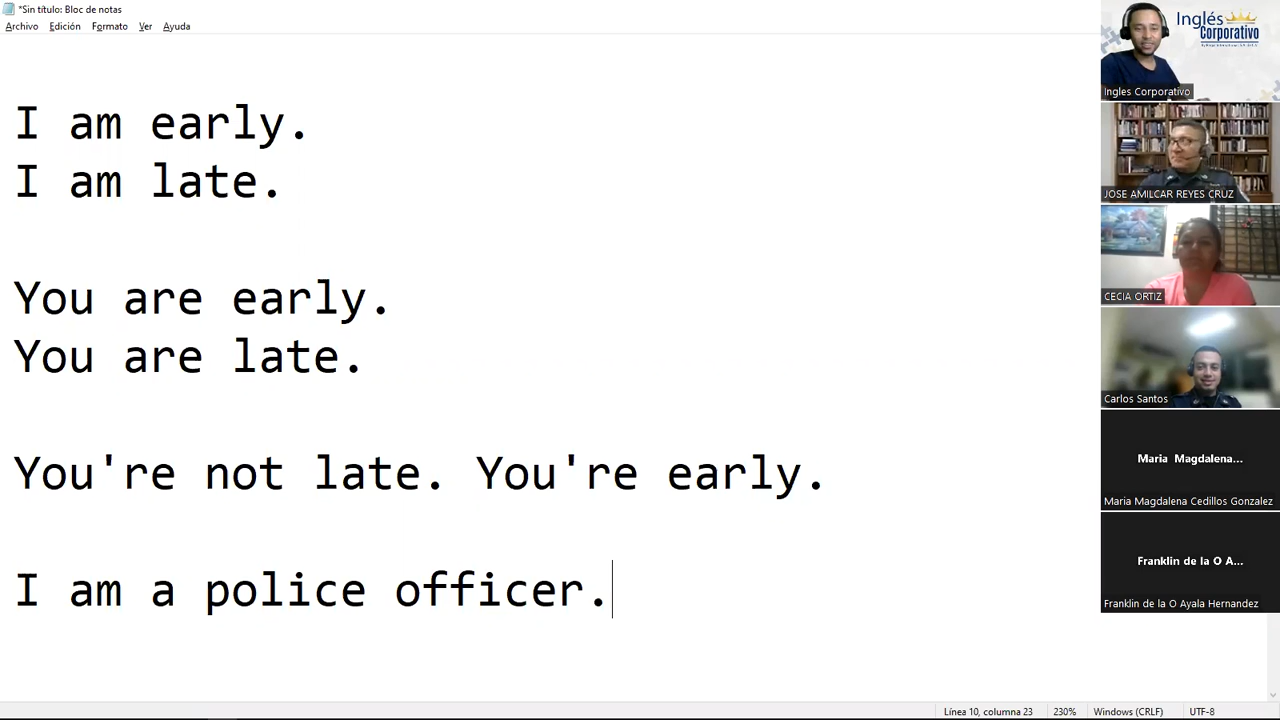 *Sin título: Bloc de notas
Archivo Edición Formato Ver Ayuda
I am early.
I am late.
You are early.
You are late.
You're not late. You're early.
I am a police officer.
Línea 10, columna 23 230% Windows (CRLF) UTF-8
Inglés
Corporativo
Ingles Corporativo
JOSE AMILCAR REYES CRUZ
CECIA ORTIZ
Carlos Santos
Maria Magdalena...
Maria Magdalena Cedillos Gonzalez
Franklin de la O A...
Franklin de la O Ayala Hernandez